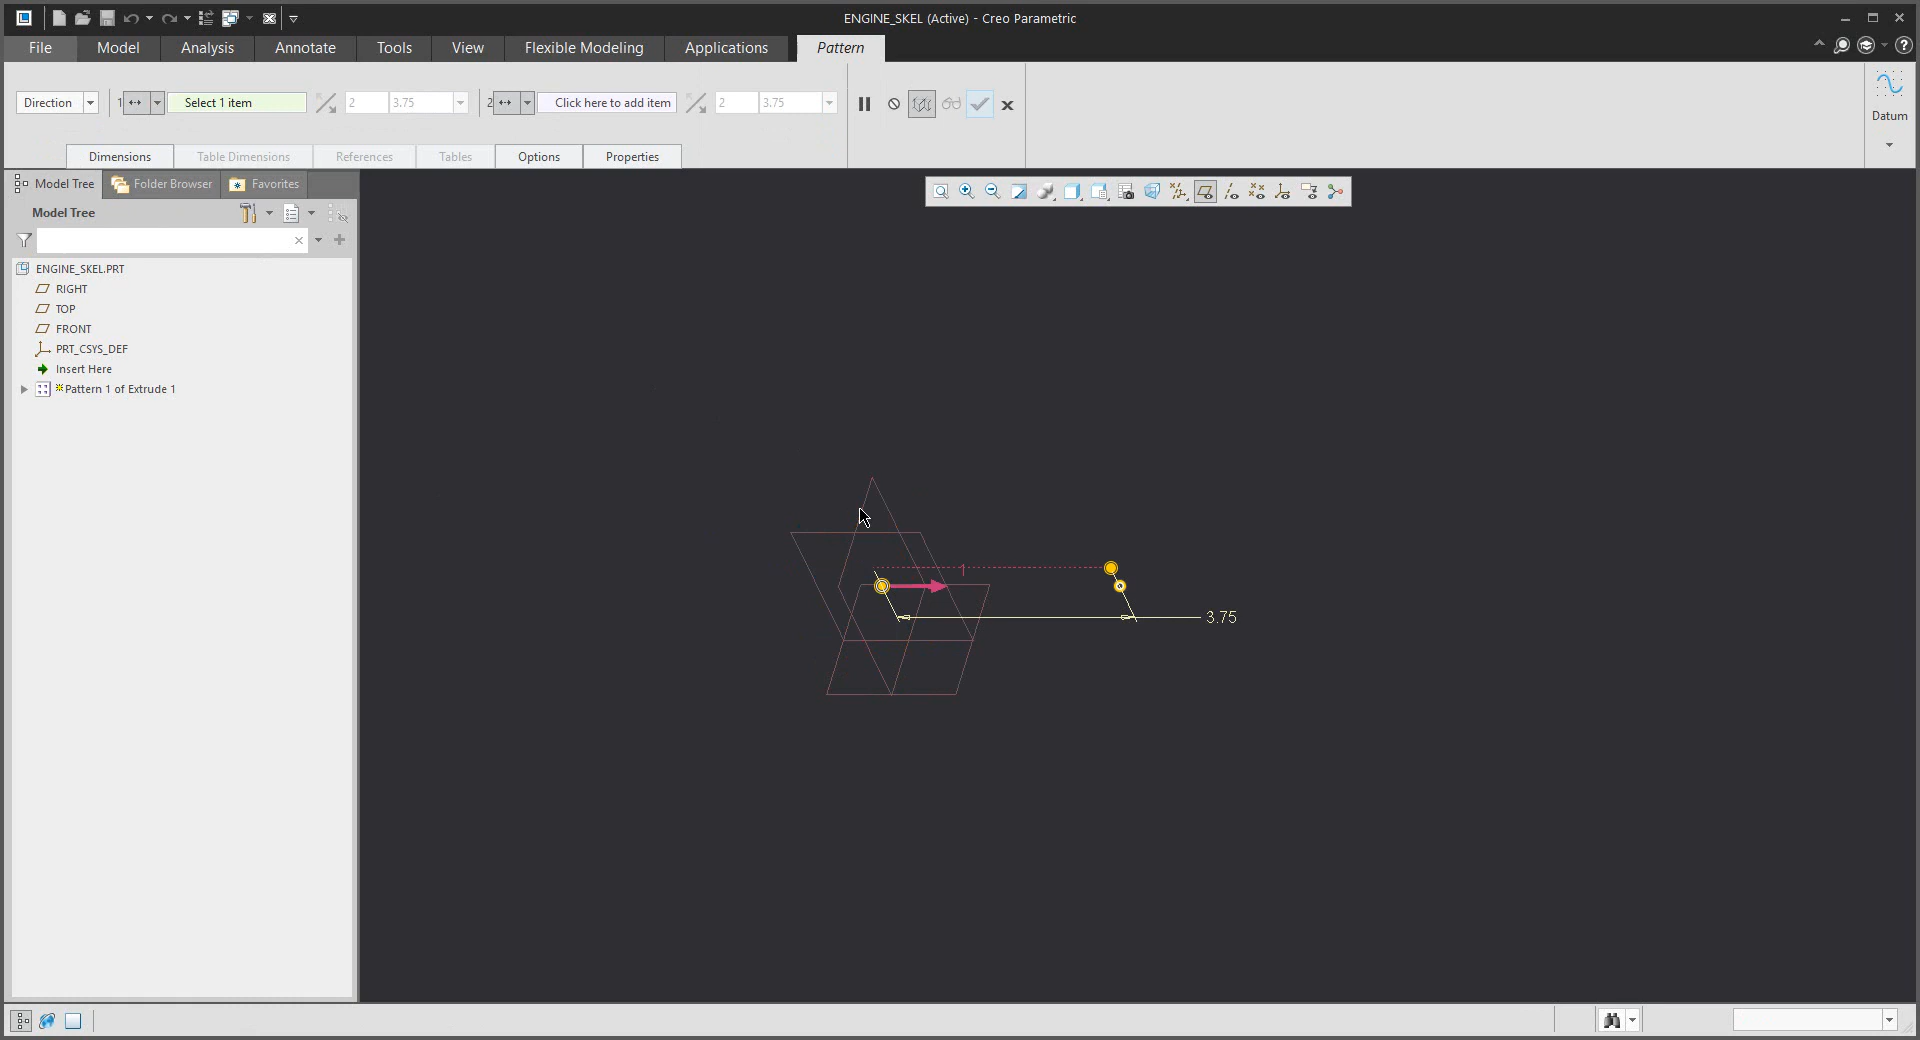 ENGINE_SKEL (Active) - Creo Parametric
File Model Analysis Annotate Tools View Flexible Modeling Applications Pattern
Direction 1 Select 1 item 2 3.75 2 Click here to add item 2 3.75
Datum
Dimensions Table Dimensions References Tables Options Properties
Model Tree Folder Browser Favorites
Model Tree
ENGINE_SKEL.PRT
RIGHT
TOP
FRONT
PRT_CSYS_DEF
Insert Here
Pattern 1 of Extrude 1
1
3.75